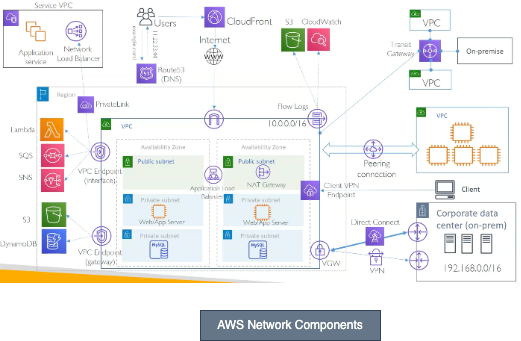 Service VPC
Application
service
Network
Load Balancer
Users
example.com?
11.22.33.44
Route53
(DNS)
CloudFront
Internet
WWW
S3
CloudWatch
VPC
Transit
Gateway
VPC
On-premise
Region
PrivateLink
Flow Logs
10.0.0.0/16
VPC
VPC
Lambda
SQS
SNS
VPC Endpoint
(interface)
Availability Zone
Availability Zone
Public subnet
Public subnet
Application Load
Balancer
NAT Gateway
Private subnet
Private subnet
Web/App Server
Web/App Server
Private subnet
Private subnet
MySQL
MySQL
Peering
connection
Client VPN
Endpoint
Client
S3
DynamoDB
VPC Endpoint
(gateway)
Direct Connect
VGW
VPN
Corporate data
center (on-prem)
192.168.0.0/16
AWS Network Components